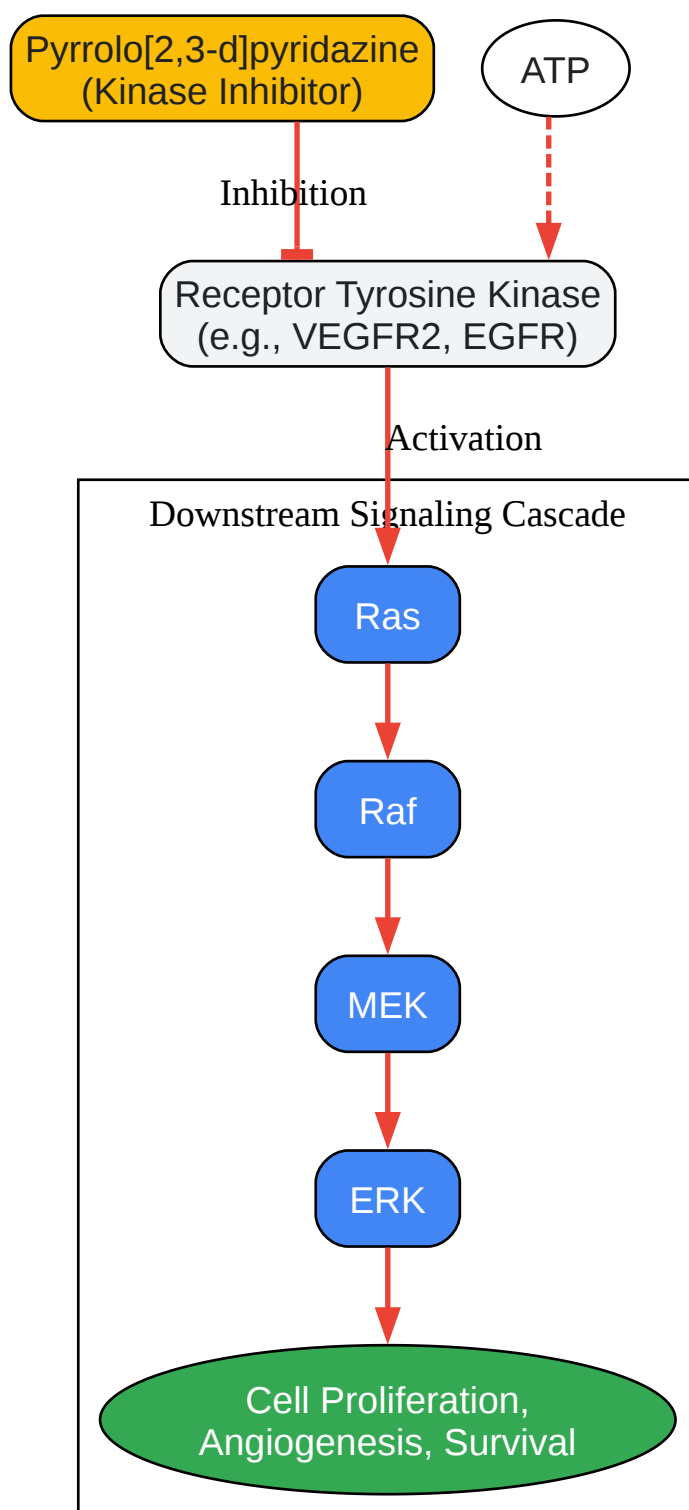 Pyrrolo[2,3-d]pyridazine
(Kinase Inhibitor)
ATP
Inhibition
Receptor Tyrosine Kinase
(e.g., VEGFR2, EGFR)
Activation
Downstream Signaling Cascade
Ras
Raf
MEK
ERK
Cell Proliferation,
Angiogenesis, Survival